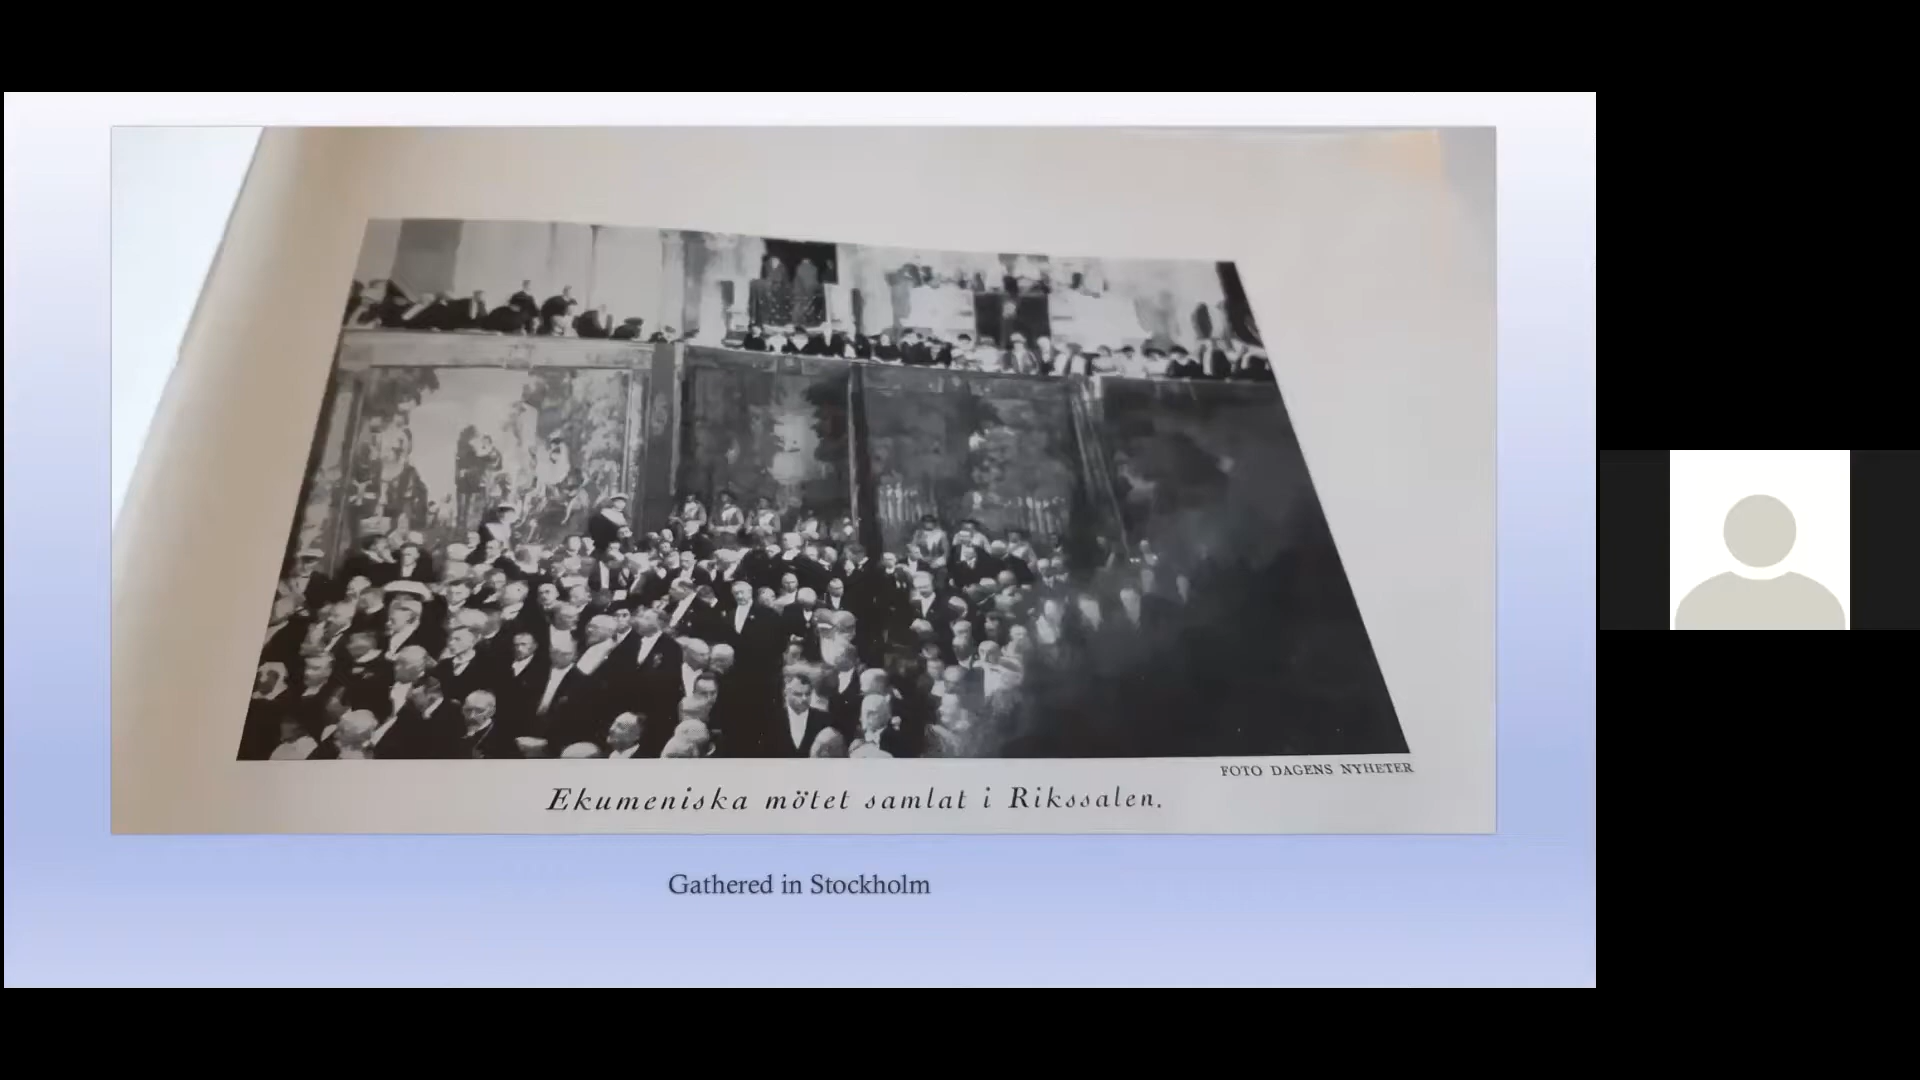 FOTO DAGENS NYHETER
Ekumeniska mötet samlat i Rikssalen.
Gathered in Stockholm